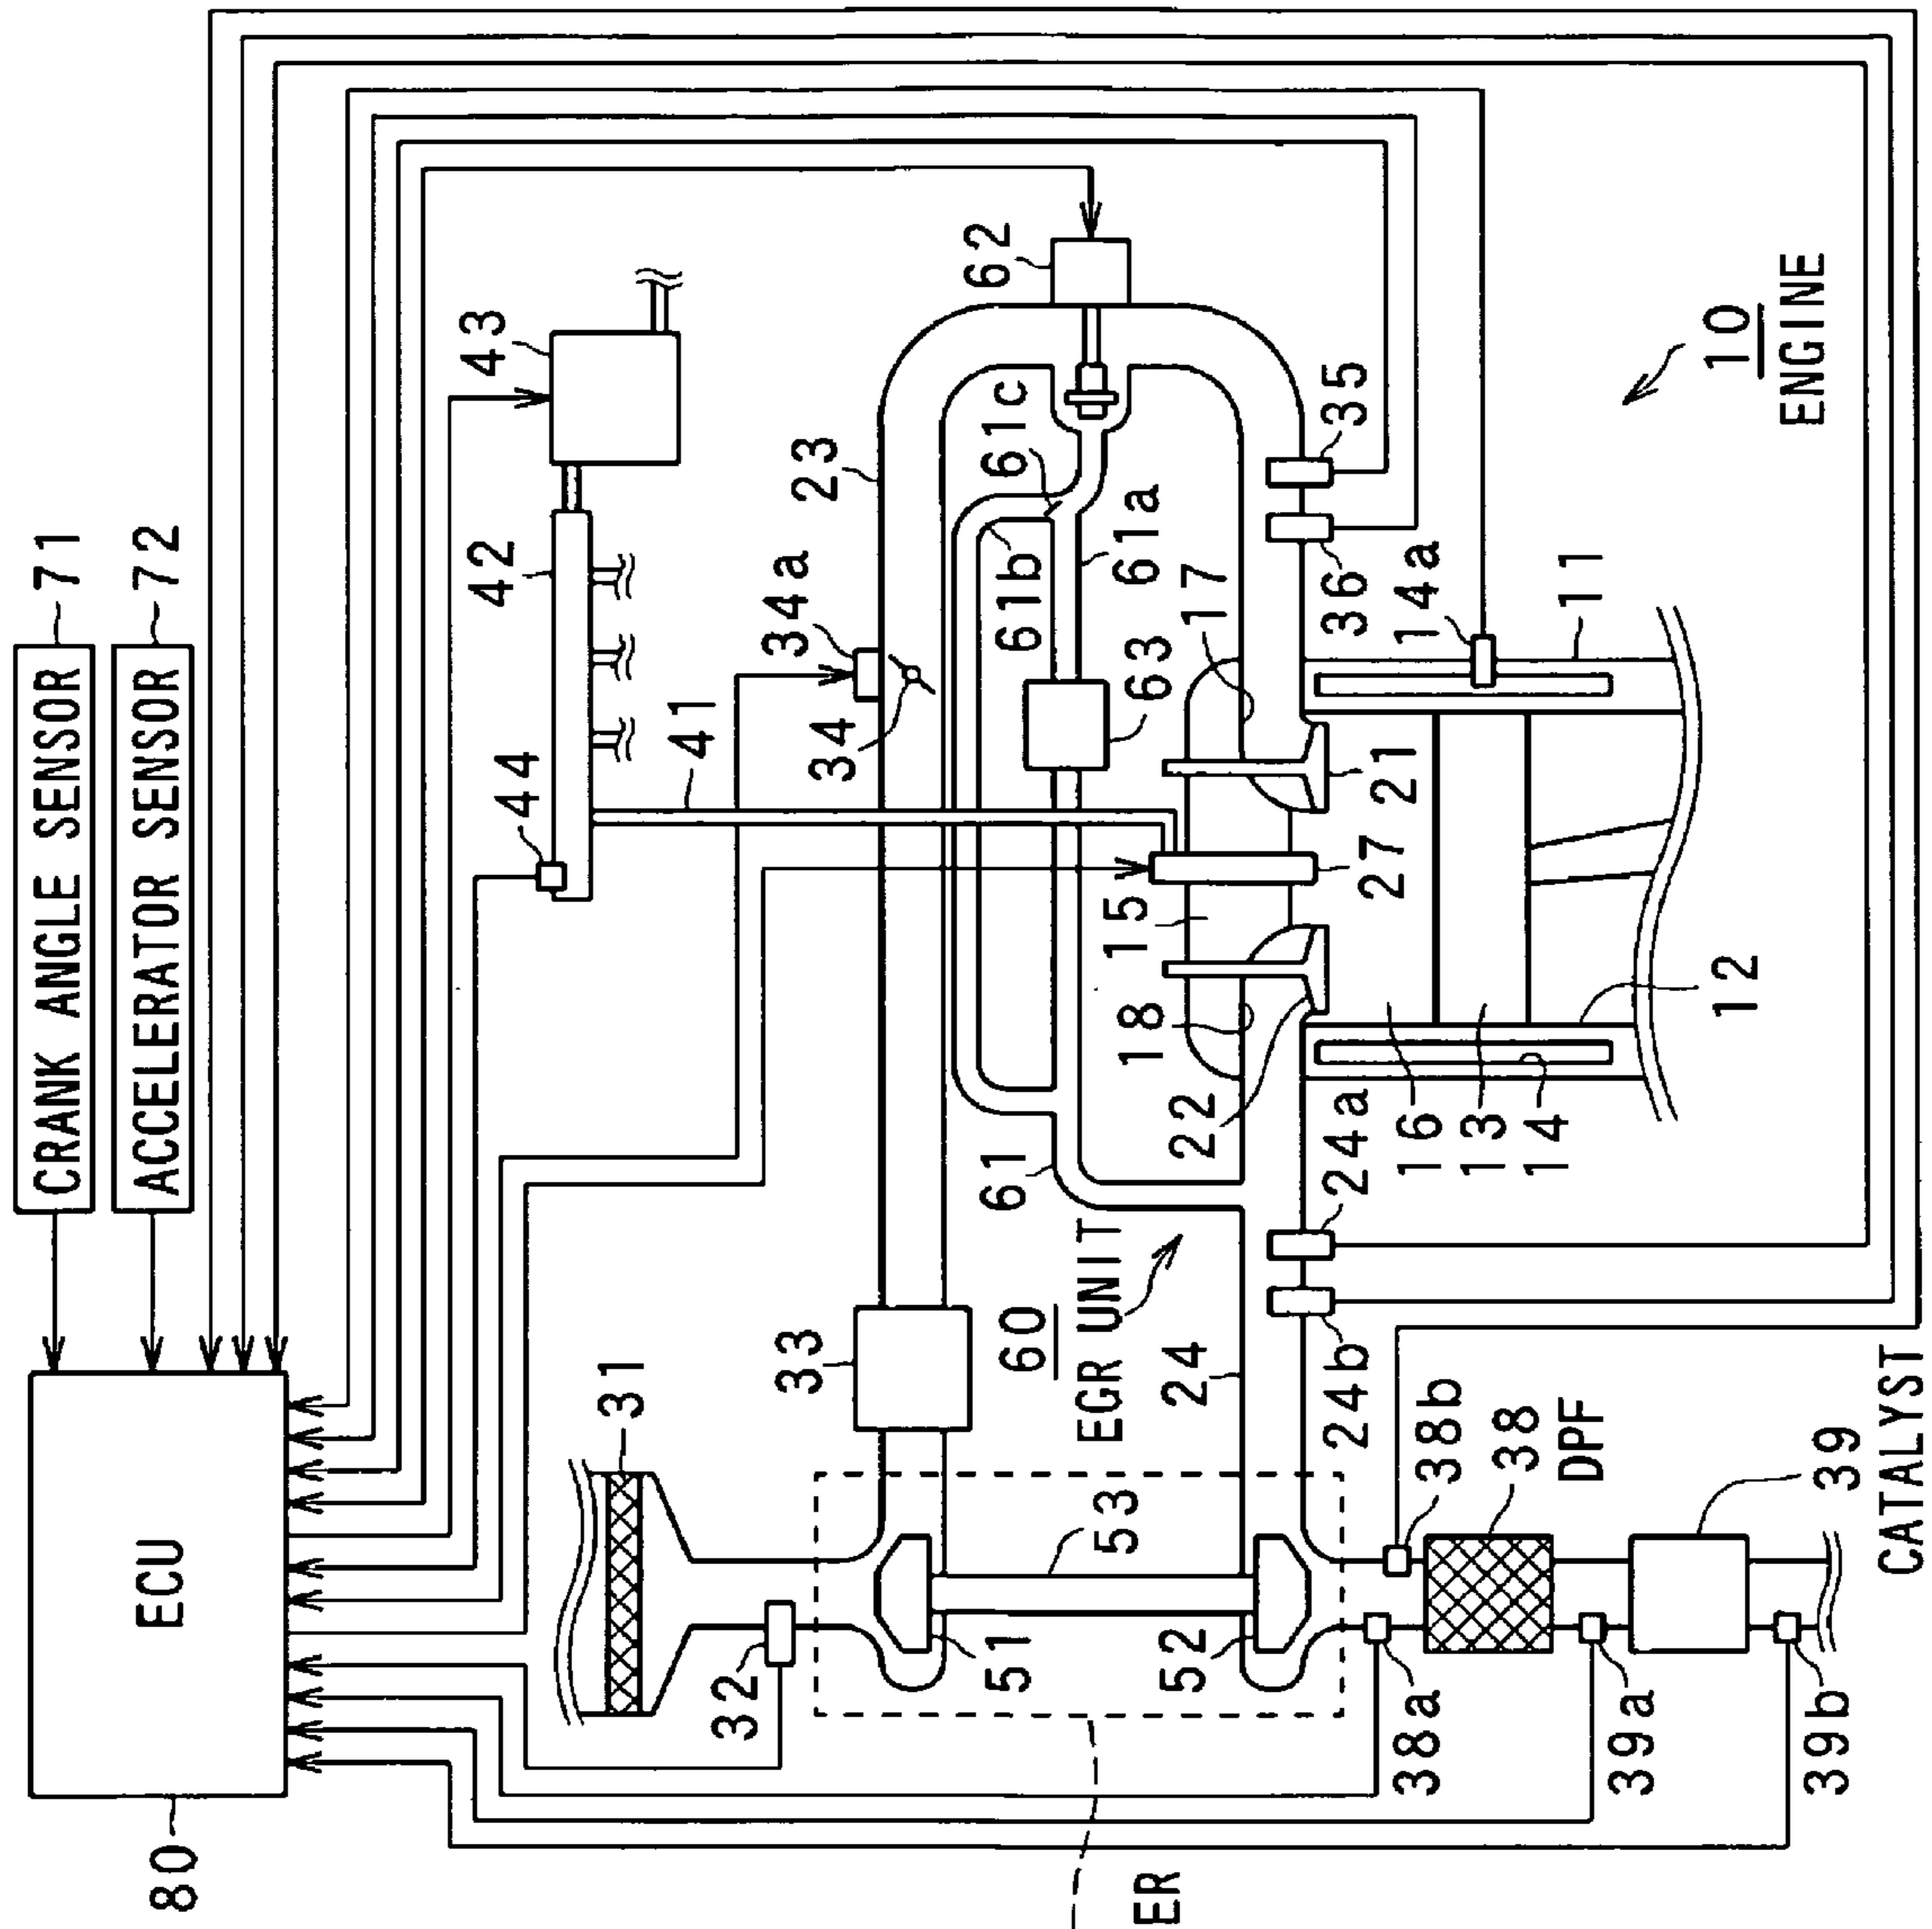 CRANK ANGLE SENSOR
71
ACCELERATOR SENSOR
72
ECU
80
43
42
44
41
62
23
34a
34
61c
61b
61a
63
17
35
36
14a
11
10
ENGINE
21
27
15
18
22
12
16
13
14
24a
24b
61
60
EGR UNIT
24
33
31
32
53
51
52
38b
38
DPF
38a
39a
39
CATALYST
39b
ER